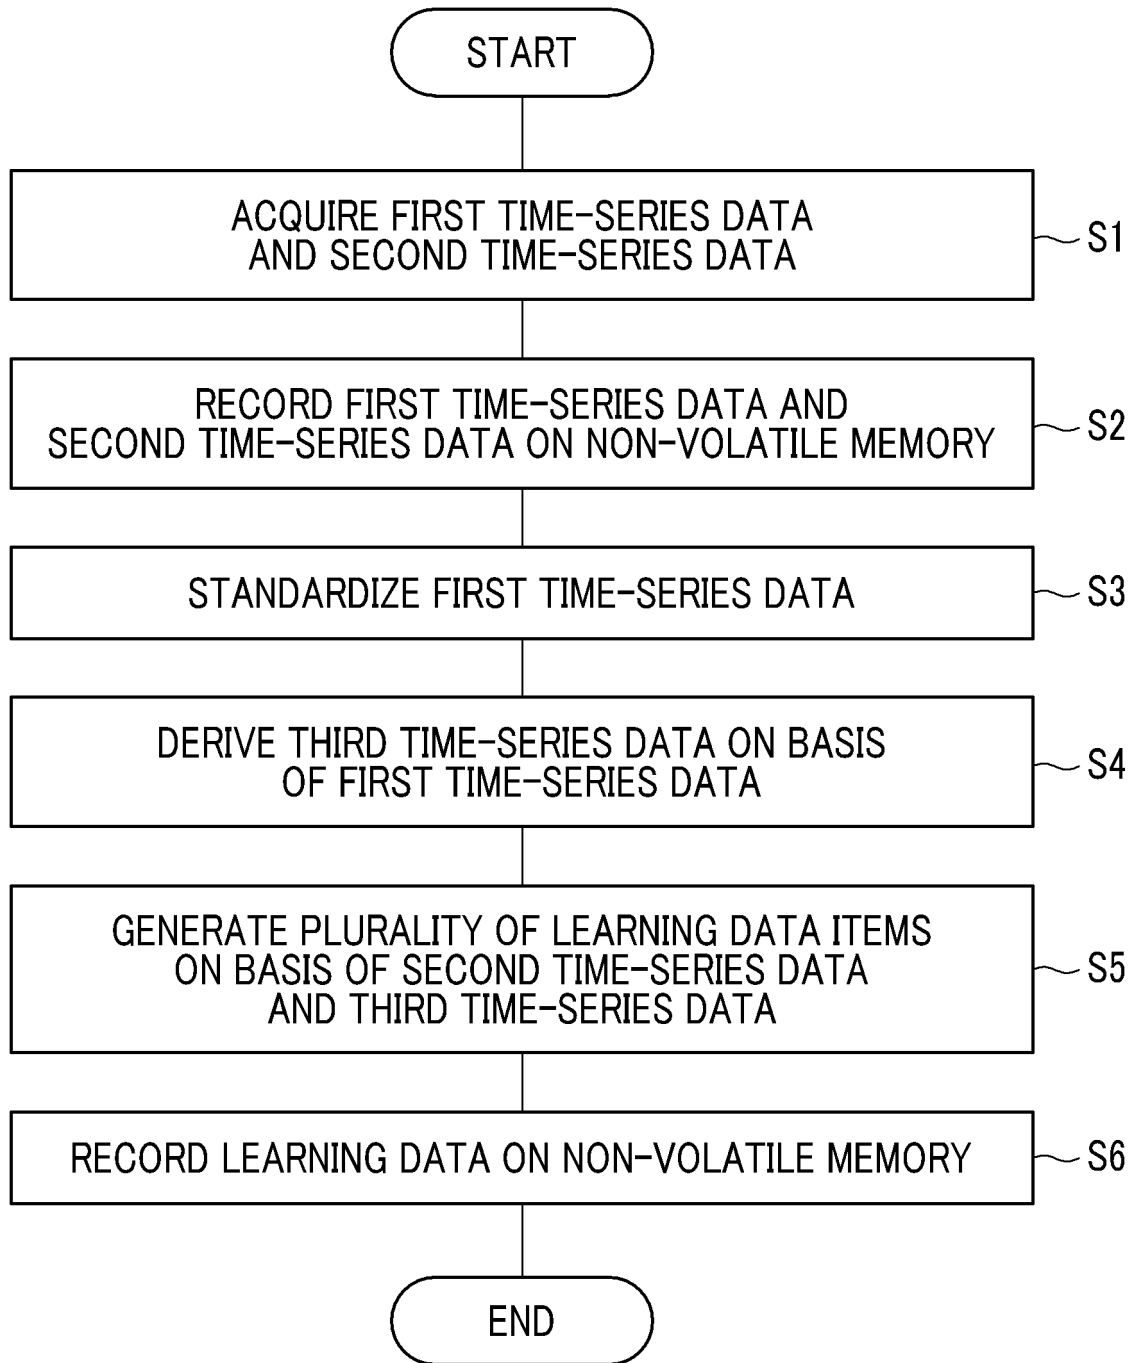 START
ACQUIRE FIRST TIME-SERIES DATA
AND SECOND TIME-SERIES DATA
S1
RECORD FIRST TIME-SERIES DATA AND
SECOND TIME-SERIES DATA ON NON-VOLATILE MEMORY
S2
STANDARDIZE FIRST TIME-SERIES DATA
S3
DERIVE THIRD TIME-SERIES DATA ON BASIS
OF FIRST TIME-SERIES DATA
S4
GENERATE PLURALITY OF LEARNING DATA ITEMS
ON BASIS OF SECOND TIME-SERIES DATA
AND THIRD TIME-SERIES DATA
S5
RECORD LEARNING DATA ON NON-VOLATILE MEMORY
S6
END